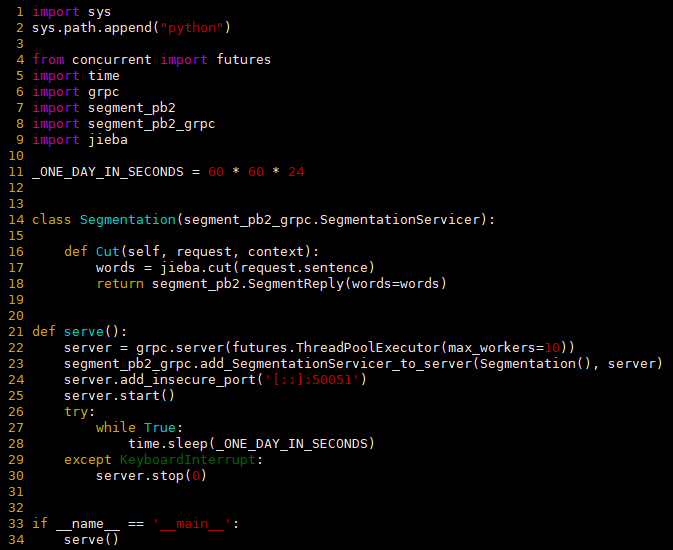 1 import sys
2 sys.path.append("python")
3
4 from concurrent import futures
5 import time
6 import grpc
7 import segment_pb2
8 import segment_pb2_grpc
9 import jieba
10
11 _ONE_DAY_IN_SECONDS = 60 * 60 * 24
12
13
14 class Segmentation(segment_pb2_grpc.SegmentationServicer):
15
16     def Cut(self, request, context):
17         words = jieba.cut(request.sentence)
18         return segment_pb2.SegmentReply(words=words)
19
20
21 def serve():
22     server = grpc.server(futures.ThreadPoolExecutor(max_workers=10))
23     segment_pb2_grpc.add_SegmentationServicer_to_server(Segmentation(), server)
24     server.add_insecure_port('[::]:50051')
25     server.start()
26     try:
27         while True:
28             time.sleep(_ONE_DAY_IN_SECONDS)
29     except KeyboardInterrupt:
30         server.stop(0)
31
32
33 if __name__ == '__main__':
34     serve()